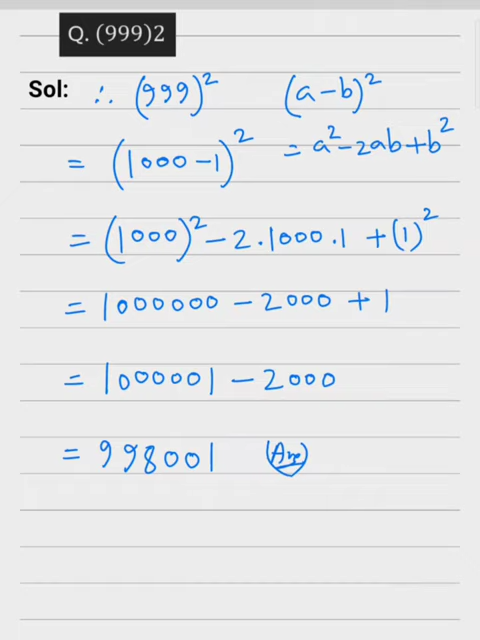 Q. (999)2
Sol: ∴ (999)² (a-b)²
= (1000-1)² = a²-2ab+b²
= (1000)² - 2.1000.1 + (1)²
= 1000000 - 2000 + 1
= 1000001 - 2000
= 998001 (Ans)